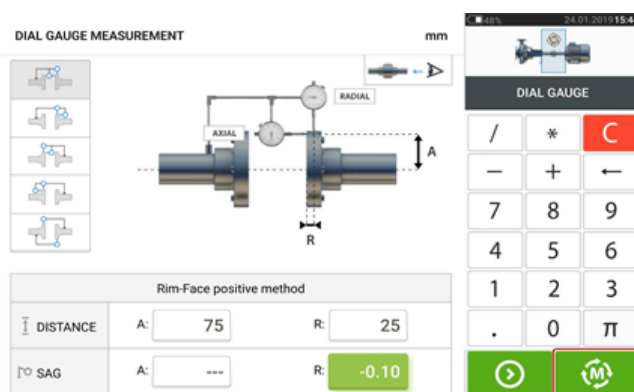 DIAL GAUGE MEASUREMENT mm
48% 24.01.2019 15:4
RADIAL
AXIAL
A
R
Rim-Face positive method
DISTANCE A: 75 R: 25
SAG A: --- R: -0.10
DIAL GAUGE
/ * C
− + ←
7 8 9
4 5 6
1 2 3
. 0 π
M